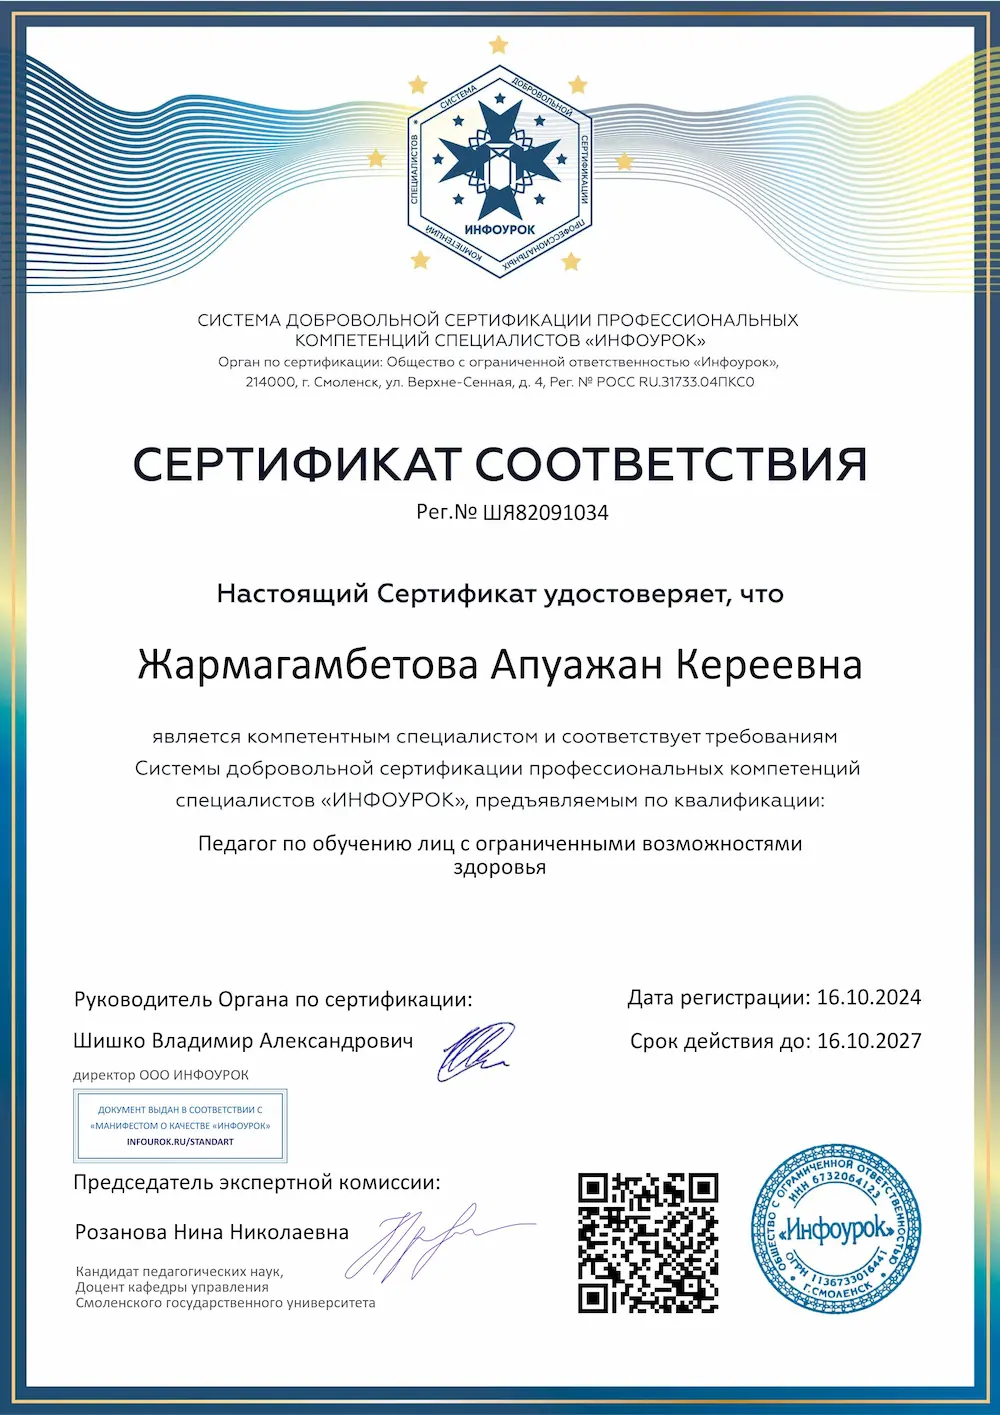 СИСТЕМА ДОБРОВОЛЬНОЙ СЕРТИФИКАЦИИ ПРОФЕССИОНАЛЬНЫХ КОМПЕТЕНЦИЙ СПЕЦИАЛИСТОВ *
ИНФОУРОК
СИСТЕМА ДОБРОВОЛЬНОЙ СЕРТИФИКАЦИИ ПРОФЕССИОНАЛЬНЫХ
КОМПЕТЕНЦИЙ СПЕЦИАЛИСТОВ «ИНФОУРОК»
Орган по сертификации: Общество с ограниченной ответственностью «Инфоурок»,
214000, г. Смоленск, ул. Верхне-Сенная, д. 4, Рег. № РОСС RU.31733.04ПКС0
СЕРТИФИКАТ СООТВЕТСТВИЯ
Рег.№ ШЯ82091034
Настоящий Сертификат удостоверяет, что
Жармагамбетова Апуажан Кереевна
является компетентным специалистом и соответствует требованиям
Системы добровольной сертификации профессиональных компетенций
специалистов «ИНФОУРОК», предъявляемым по квалификации:
Педагог по обучению лиц с ограниченными возможностями
здоровья
Руководитель Органа по сертификации:
Шишко Владимир Александрович
директор ООО ИНФОУРОК
Дата регистрации: 16.10.2024
Срок действия до: 16.10.2027
ДОКУМЕНТ ВЫДАН В СООТВЕТСТВИИ С
«МАНИФЕСТОМ О КАЧЕСТВЕ «ИНФОУРОК»
INFOUROK.RU/STANDART
Председатель экспертной комиссии:
Розанова Нина Николаевна
Кандидат педагогических наук,
Доцент кафедры управления
Смоленского государственного университета
ОБЩЕСТВО С ОГРАНИЧЕННОЙ ОТВЕТСТВЕННОСТЬЮ
ИНН 6732064123
«Инфоурок»
ОГРН 1136733016441
• Г.СМОЛЕНСК •